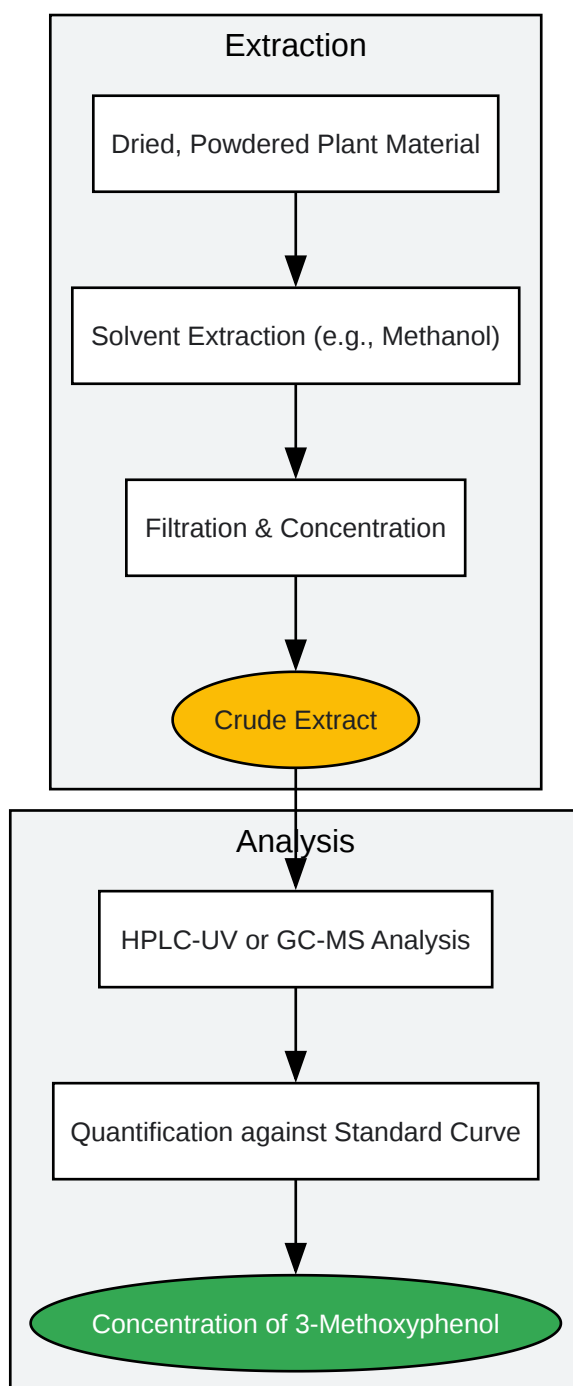 Extraction
Dried, Powdered Plant Material
Solvent Extraction (e.g., Methanol)
Filtration & Concentration
Crude Extract
Analysis
HPLC-UV or GC-MS Analysis
Quantification against Standard Curve
Concentration of 3-Methoxyphenol